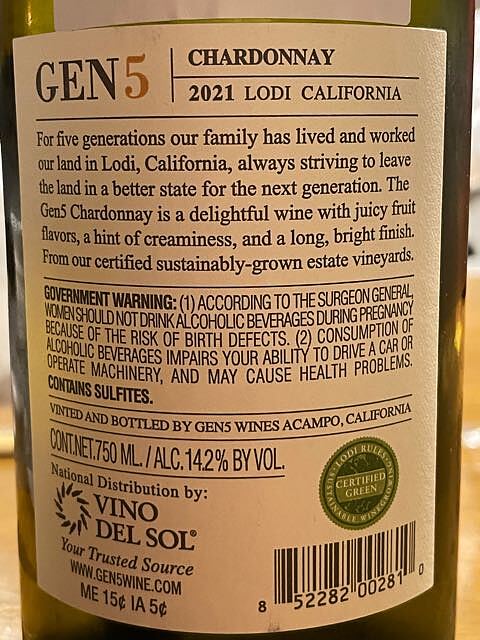 GEN5
CHARDONNAY
2021 LODI CALIFORNIA
For five generations our family has lived and worked
our land in Lodi, California, always striving to leave
the land in a better state for the next generation. The
Gen5 Chardonnay is a delightful wine with juicy fruit
flavors, a hint of creaminess, and a long, bright finish.
From our certified sustainably-grown estate vineyards.
GOVERNMENT WARNING: (1) ACCORDING TO THE SURGEON GENERAL,
WOMEN SHOULD NOT DRINK ALCOHOLIC BEVERAGES DURING PREGNANCY
BECAUSE OF THE RISK OF BIRTH DEFECTS. (2) CONSUMPTION OF
ALCOHOLIC BEVERAGES IMPAIRS YOUR ABILITY TO DRIVE A CAR OR
OPERATE MACHINERY, AND MAY CAUSE HEALTH PROBLEMS.
CONTAINS SULFITES.
VINTED AND BOTTLED BY GEN5 WINES ACAMPO, CALIFORNIA
CONT.NET.750 ML. / ALC. 14.2% BY VOL.
National Distribution by:
VINO
DEL SOL®
Your Trusted Source
WWW.GEN5WINE.COM
ME 15¢ IA 5¢
LODI RULES
CERTIFIED
GREEN
SUSTAINABLE WINEGROWING
8 52282 00281 0